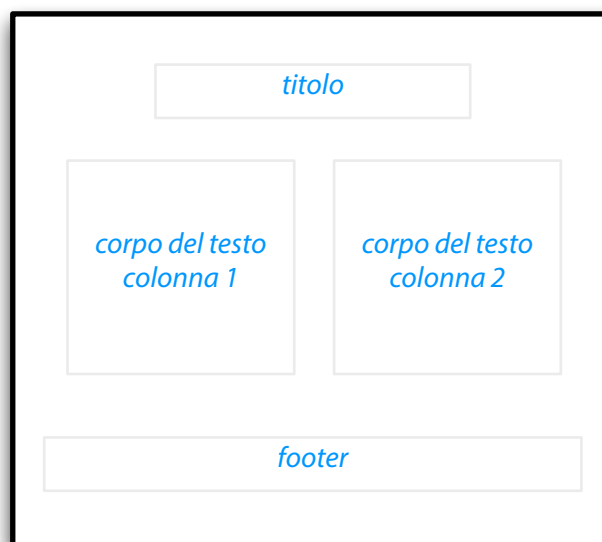 titolo
corpo del testo
colonna 1
corpo del testo
colonna 2
footer